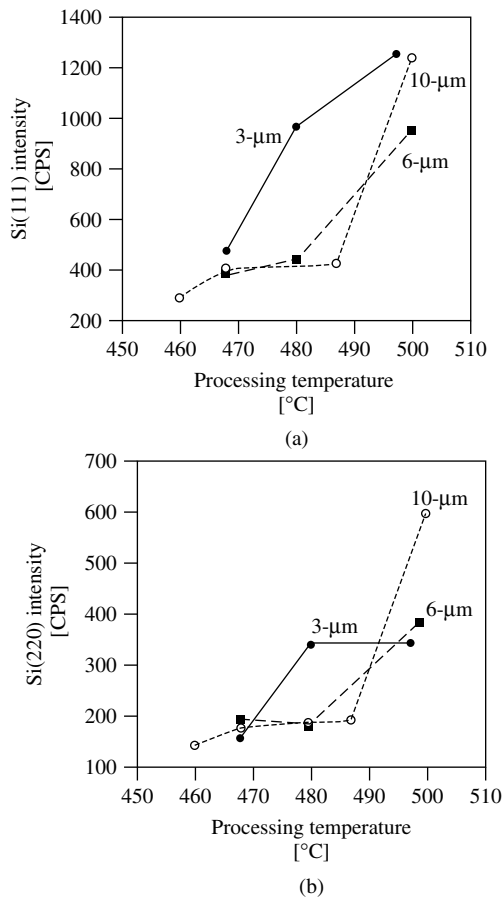 1400
1200
1000
800
600
400
200
Si(111) intensity
[CPS]
10-μm
3-μm
6-μm
450 460 470 480 490 500 510
Processing temperature
[°C]
(a)
700
600
500
400
300
200
100
Si(220) intensity
[CPS]
10-μm
6-μm
3-μm
450 460 470 480 490 500 510
Processing temperature
[°C]
(b)